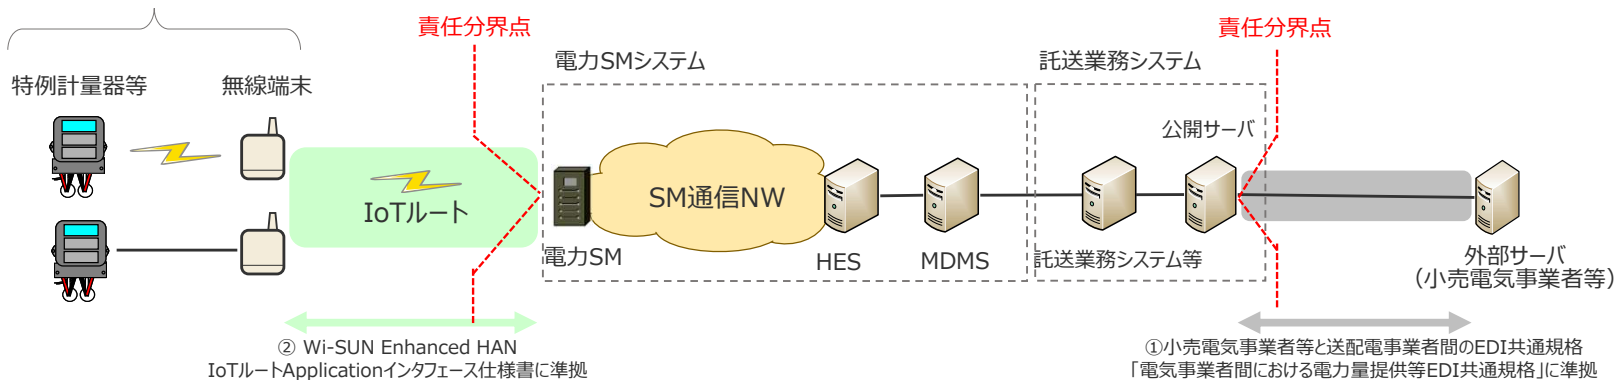 責任分界点
責任分界点
電力SMシステム
託送業務システム
特例計量器等
無線端末
公開サーバ
IoTルート
SM通信NW
電力SM
HES
MDMS
託送業務システム等
外部サーバ
（小売電気事業者等）
② Wi-SUN Enhanced HAN
IoTルートApplicationインタフェース仕様書に準拠
①小売電気事業者等と送配電事業者間のEDI共通規格
「電気事業者間における電力量提供等EDI共通規格」に準拠